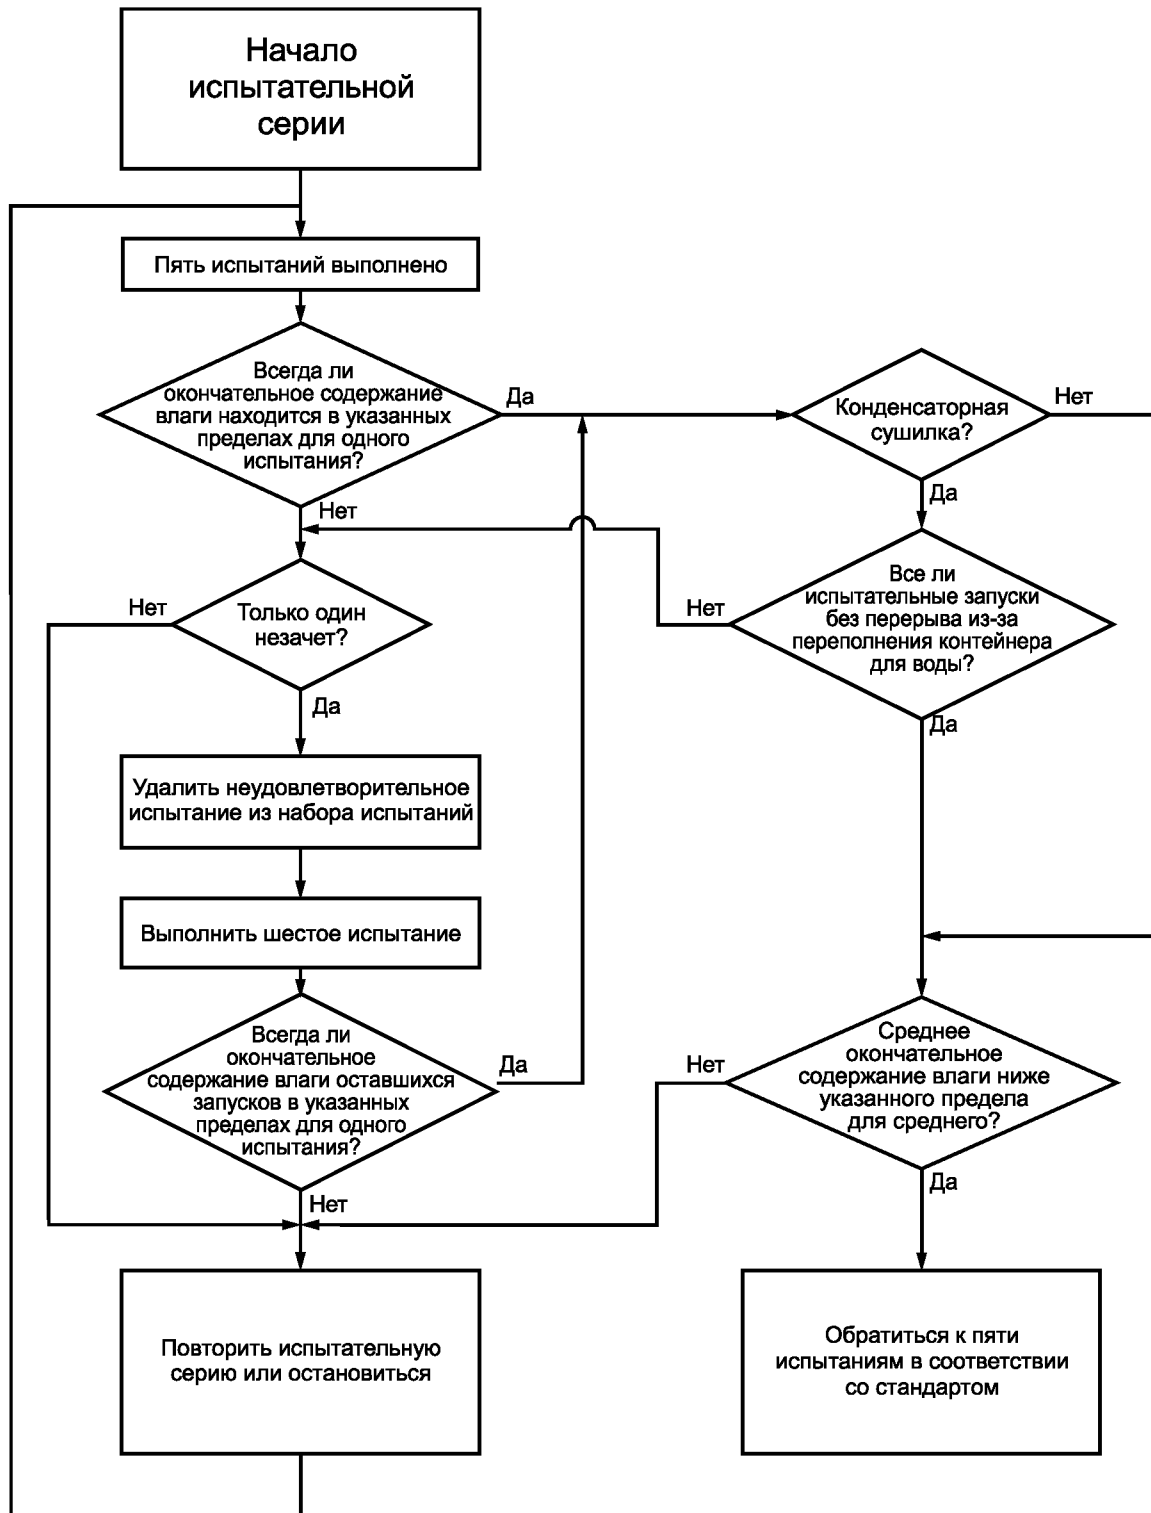 Начало
испытательной
серии
Пять испытаний выполнено
Всегда ли
окончательное содержание
влаги находится в указанных
пределах для одного
испытания?
Да
Конденсаторная
сушилка?
Нет
Да
Нет
Все ли
испытательные запуски
без перерыва из-за
переполнения контейнера
для воды?
Нет
Да
Нет
Только один
незачет?
Да
Удалить неудовлетворительное
испытание из набора испытаний
Выполнить шестое испытание
Всегда ли
окончательное
содержание влаги оставшихся
запусков в указанных
пределах для одного
испытания?
Да
Нет
Среднее
окончательное
содержание влаги ниже
указанного предела
для среднего?
Нет
Да
Повторить испытательную
серию или остановиться
Обратиться к пяти
испытаниям в соответствии
со стандартом